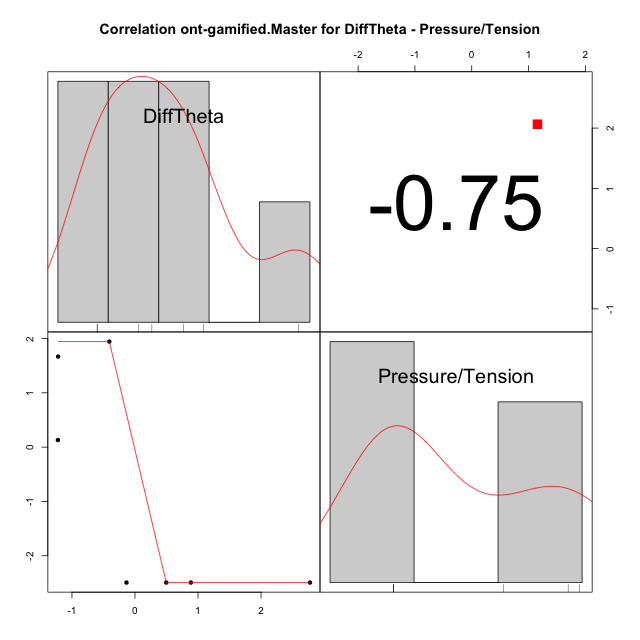 Correlation ont-gamified.Master for DiffTheta - Pressure/Tension
-2 -1 0 1 2
DiffTheta
-0.75
2
1
0
-1
2
1
0
-1
-2
Pressure/Tension
-1 0 1 2